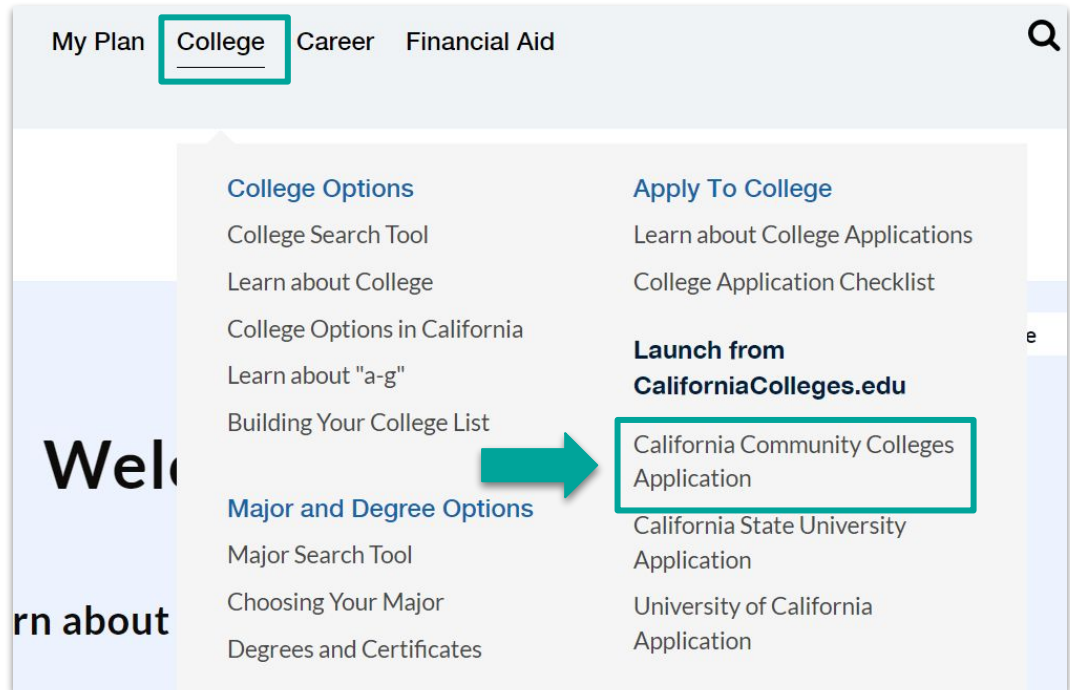 My Plan College Career Financial Aid
College Options
College Search Tool
Learn about College
College Options in California
Learn about "a-g"
Building Your College List
Major and Degree Options
Major Search Tool
Choosing Your Major
Degrees and Certificates
Apply To College
Learn about College Applications
College Application Checklist
Launch from
CaliforniaColleges.edu
California Community Colleges
Application
California State University
Application
University of California
Application
about